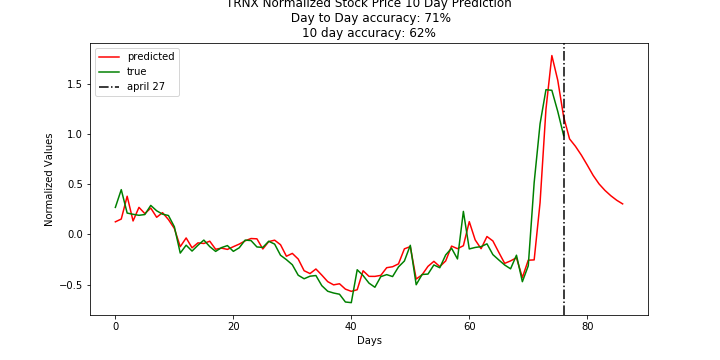 TRNX Normalized Stock Price 10 Day Prediction
Day to Day accuracy: 71%
10 day accuracy: 62%
predicted
true
april 27
Normalized Values
1.5
1.0
0.5
0.0
−0.5
0
20
40
60
80
Days